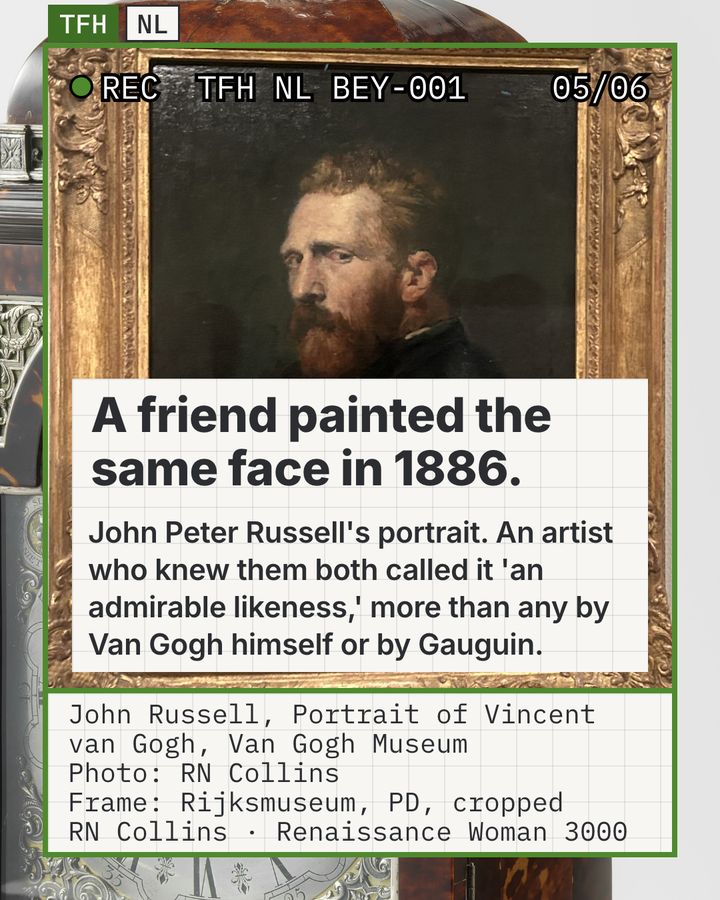 TFH NL
REC TFH NL BEY-001 05/06
A friend painted the
same face in 1886.
John Peter Russell's portrait. An artist
who knew them both called it 'an
admirable likeness,' more than any by
Van Gogh himself or by Gauguin.
John Russell, Portrait of Vincent
van Gogh, Van Gogh Museum
Photo: RN Collins
Frame: Rijksmuseum, PD, cropped
RN Collins · Renaissance Woman 3000